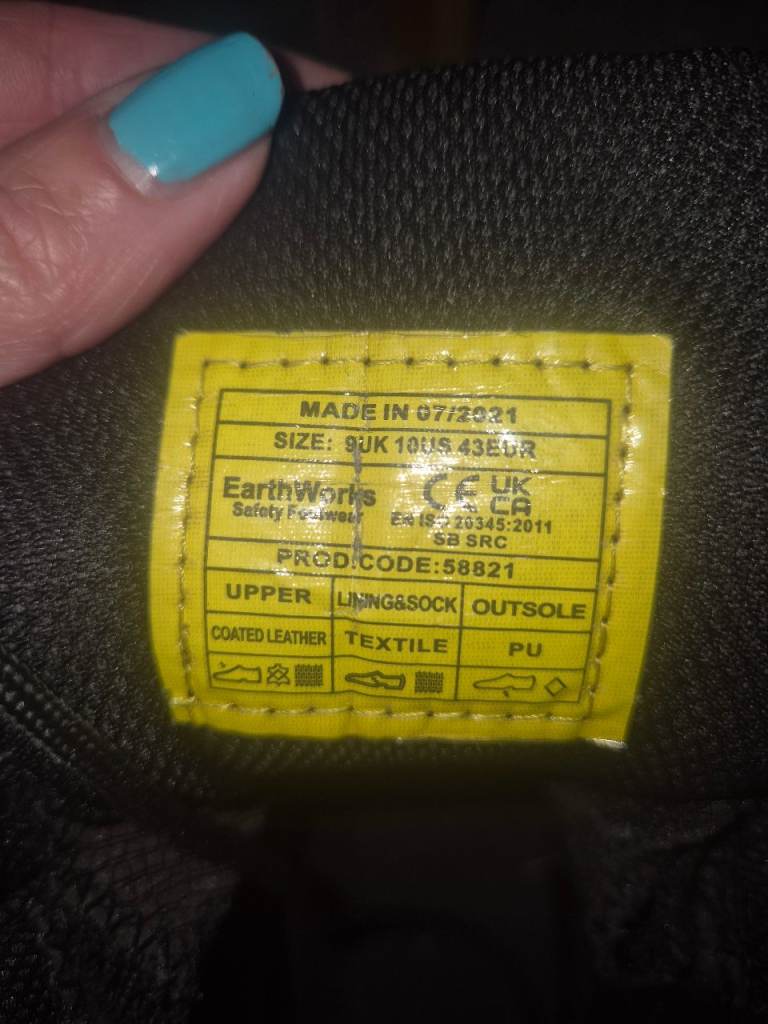 MADE IN 07/2021
SIZE: 9UK 10US 43EUR
EarthWorks
Safety Footwear
CE UK CA
EN ISO 20345:2011
SB SRC
PROD.CODE:58821
UPPER LINING&SOCK OUTSOLE
COATED LEATHER TEXTILE PU